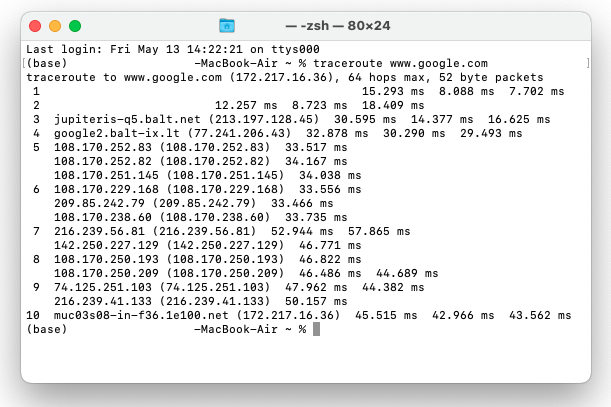 — -zsh — 80×24
Last login: Fri May 13 14:22:21 on ttys000
(base) -MacBook-Air ~ % traceroute www.google.com
traceroute to www.google.com (172.217.16.36), 64 hops max, 52 byte packets
1 15.293 ms 8.088 ms 7.702 ms
2 12.257 ms 8.723 ms 18.409 ms
3 jupiteris-q5.balt.net (213.197.128.45) 30.595 ms 14.377 ms 16.625 ms
4 google2.balt-ix.lt (77.241.206.43) 32.878 ms 30.290 ms 29.493 ms
5 108.170.252.83 (108.170.252.83) 33.517 ms
108.170.252.82 (108.170.252.82) 34.167 ms
108.170.251.145 (108.170.251.145) 34.038 ms
6 108.170.229.168 (108.170.229.168) 33.556 ms
209.85.242.79 (209.85.242.79) 33.466 ms
108.170.238.60 (108.170.238.60) 33.735 ms
7 216.239.56.81 (216.239.56.81) 52.944 ms 57.865 ms
142.250.227.129 (142.250.227.129) 46.771 ms
8 108.170.250.193 (108.170.250.193) 46.822 ms
108.170.250.209 (108.170.250.209) 46.486 ms 44.689 ms
9 74.125.251.103 (74.125.251.103) 47.962 ms 44.382 ms
216.239.41.133 (216.239.41.133) 50.157 ms
10 muc03s08-in-f36.1e100.net (172.217.16.36) 45.515 ms 42.966 ms 43.562 ms
(base) -MacBook-Air ~ %